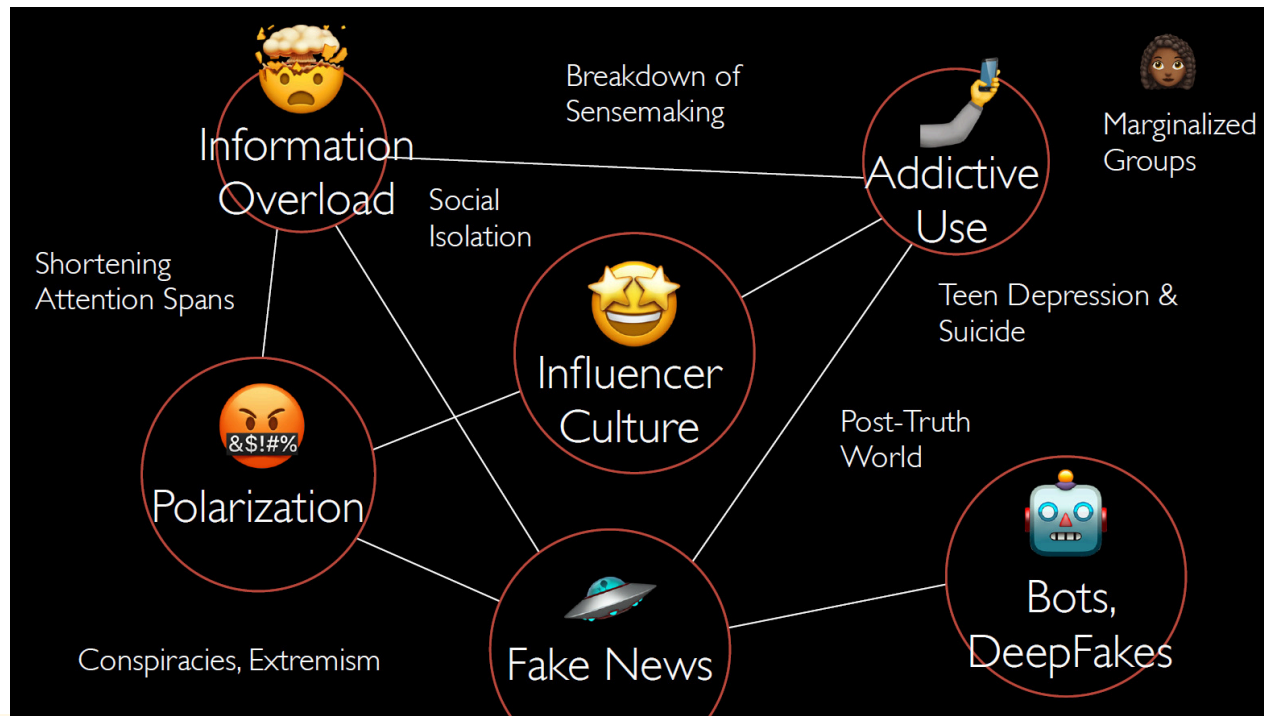 Breakdown of
Sensemaking
Marginalized
Groups
Information
Overload
Addictive
Use
Social
Isolation
Shortening
Attention Spans
Teen Depression &
Suicide
Influencer
Culture
&$!#%
Polarization
Post-Truth
World
Bots,
DeepFakes
Conspiracies, Extremism
Fake News